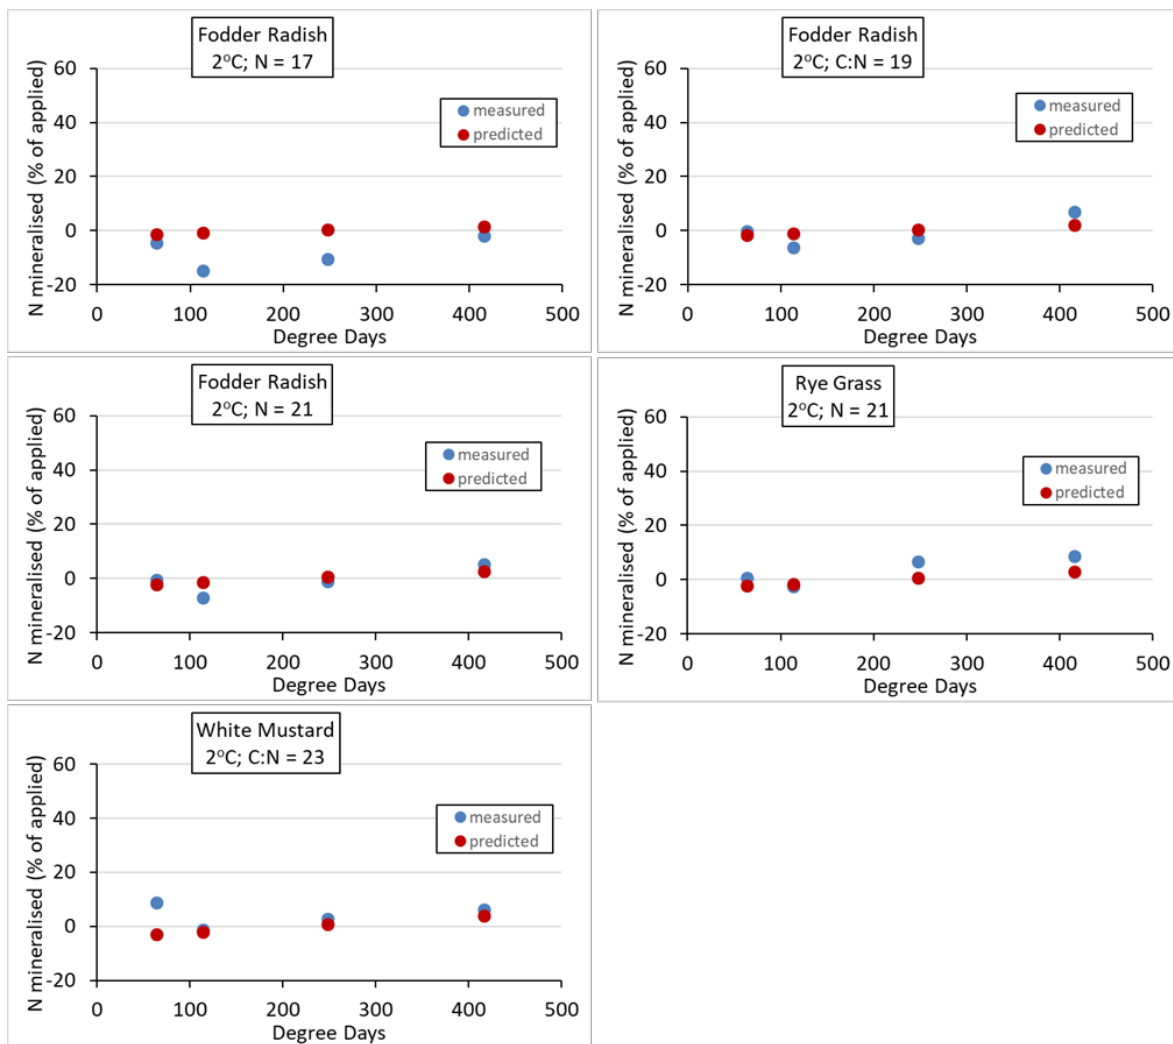 Fodder Radish
2°C; N = 17
measured
predicted
N mineralised (% of applied)
60
40
20
0
-20
0 100 200 300 400 500
Degree Days
Fodder Radish
2°C; C:N = 19
measured
predicted
N mineralised (% of applied)
60
40
20
0
-20
0 100 200 300 400 500
Degree Days
Fodder Radish
2°C; N = 21
measured
predicted
N mineralised (% of applied)
60
40
20
0
-20
0 100 200 300 400 500
Degree Days
Rye Grass
2°C; N = 21
measured
predicted
N mineralised (% of applied)
60
40
20
0
-20
0 100 200 300 400 500
Degree Days
White Mustard
2°C; C:N = 23
measured
predicted
N mineralised (% of applied)
60
40
20
0
-20
0 100 200 300 400 500
Degree Days